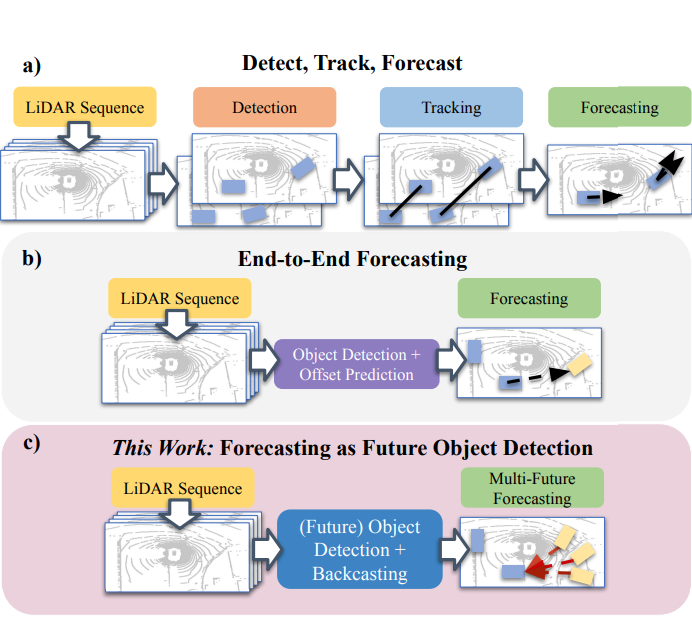 a)
Detect, Track, Forecast
LiDAR Sequence
Detection
Tracking
Forecasting
b)
End-to-End Forecasting
LiDAR Sequence
Forecasting
Object Detection +
Offset Prediction
c)
This Work: Forecasting as Future Object Detection
LiDAR Sequence
Multi-Future
Forecasting
(Future) Object
Detection +
Backcasting